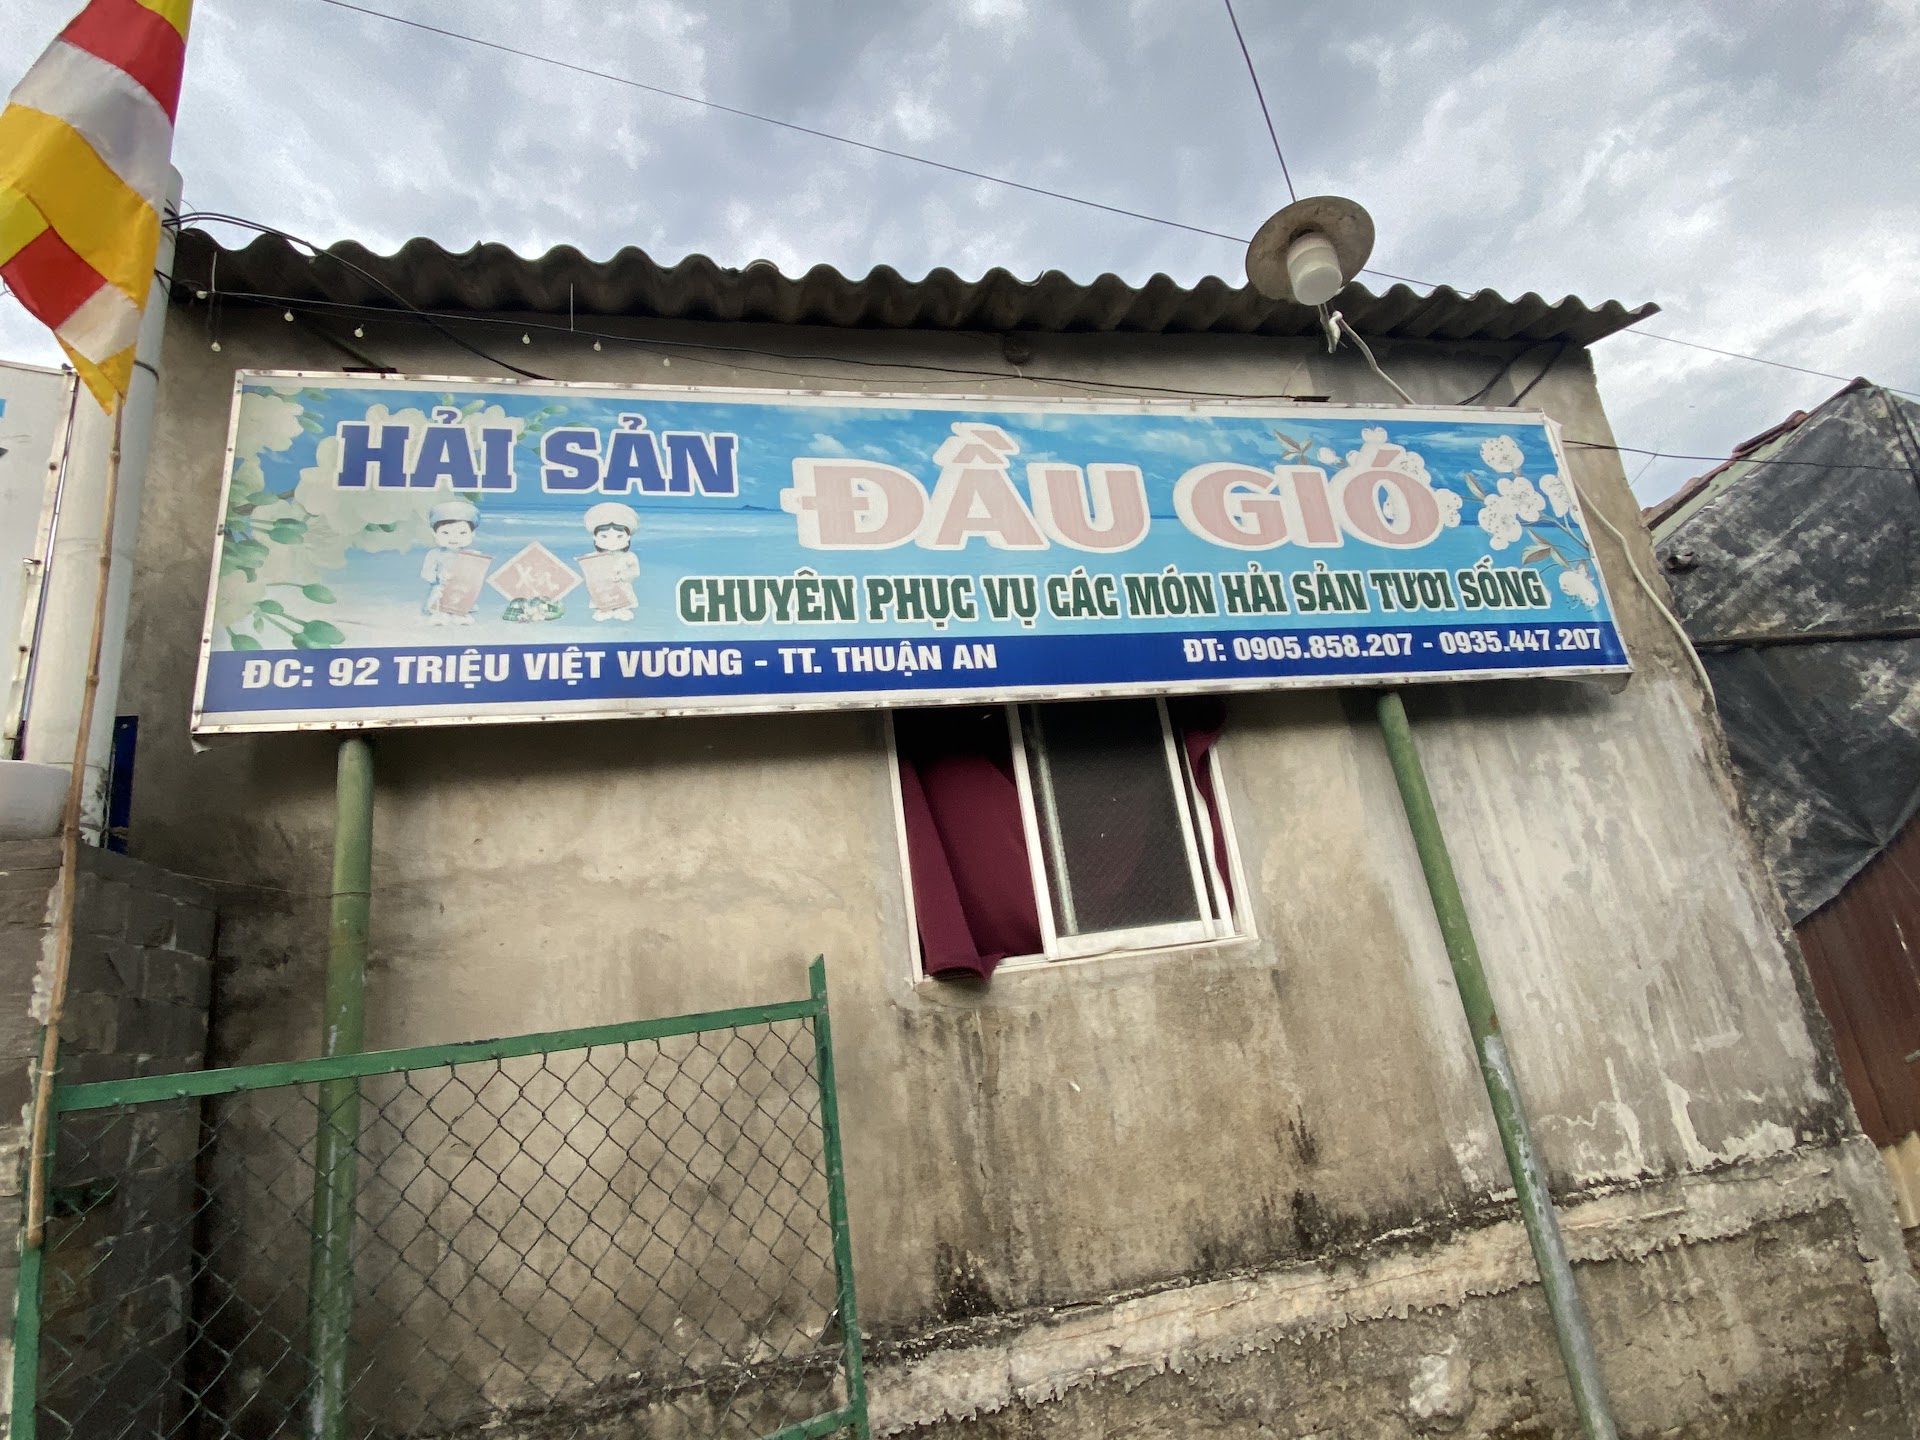 HẢI SẢN
ĐẦU GIÓ
CHUYÊN PHỤC VỤ CÁC MÓN HẢI SẢN TƯƠI SỐNG
ĐC: 92 TRIỆU VIỆT VƯƠNG - TT. THUẬN AN
ĐT: 0905.858.207 - 0935.447.207